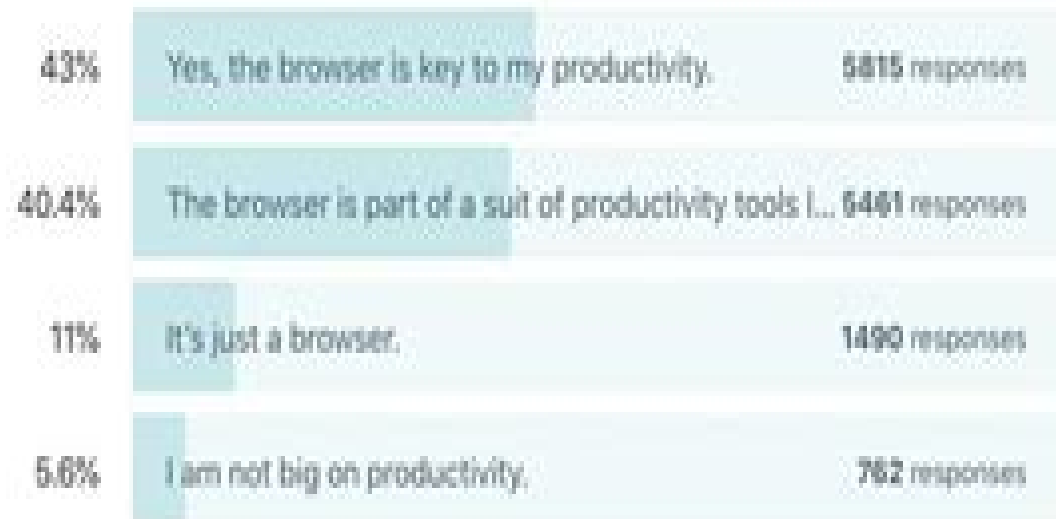 43% Yes, the browser is key to my productivity. 5815 responses
40.4% The browser is part of a suit of productivity tools I... 5461 responses
11% It's just a browser. 1490 responses
5.6% I am not big on productivity. 762 responses